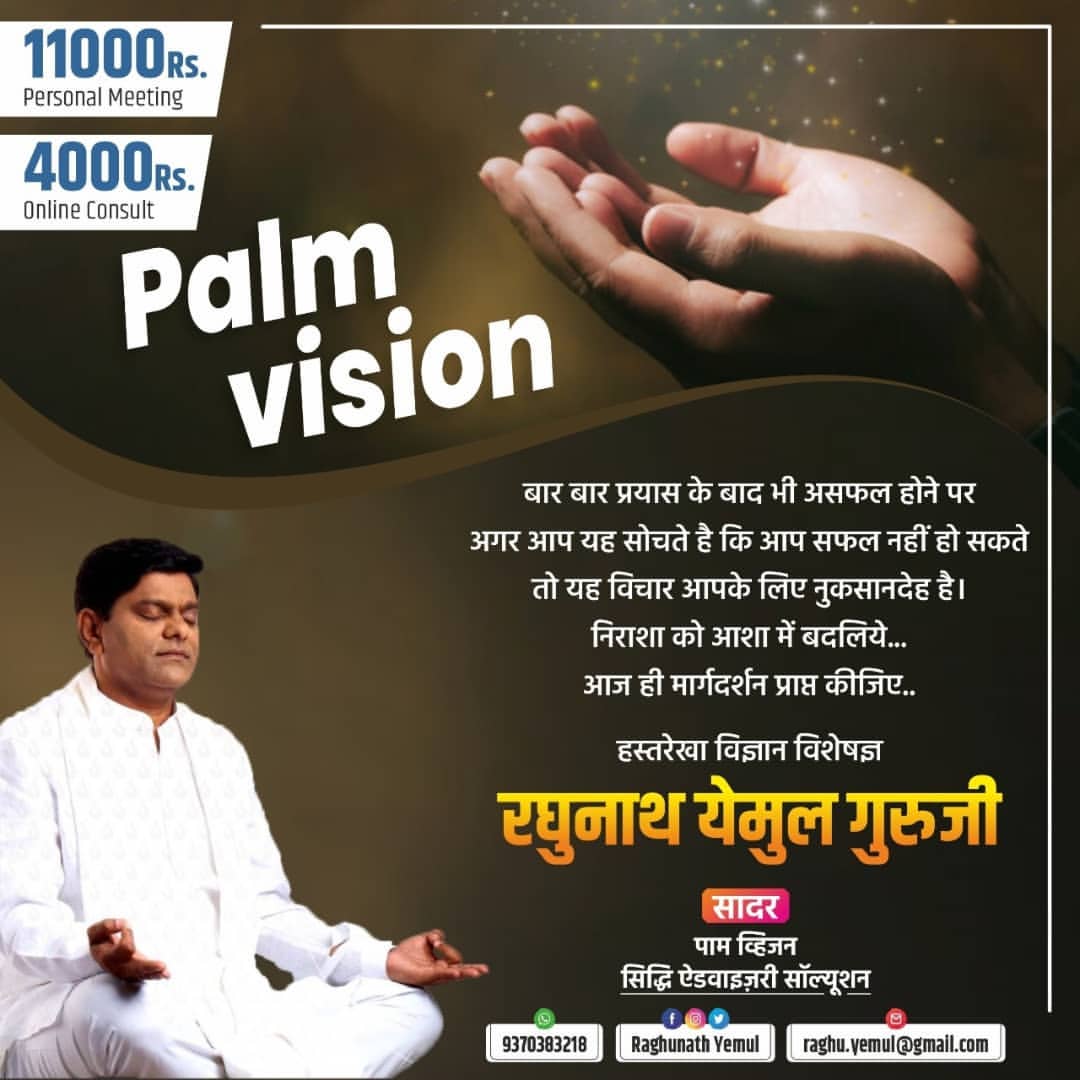 11000Rs.
Personal Meeting
4000Rs.
Online Consult
Palm
vision
बार बार प्रयास के बाद भी असफल होने पर
अगर आप यह सोचते है कि आप सफल नहीं हो सकते
तो यह विचार आपके लिए नुकसानदेह है।
निराशा को आशा में बदलिये...
आज ही मार्गदर्शन प्राप्त कीजिए..
हस्तरेखा विज्ञान विशेषज्ञ
रघुनाथ येमुल गुरुजी
सादर
पाम व्हिजन
सिद्धि ऐडवाइज़री सॉल्यूशन
9370383218
Raghunath Yemul
raghu.yemul@gmail.com